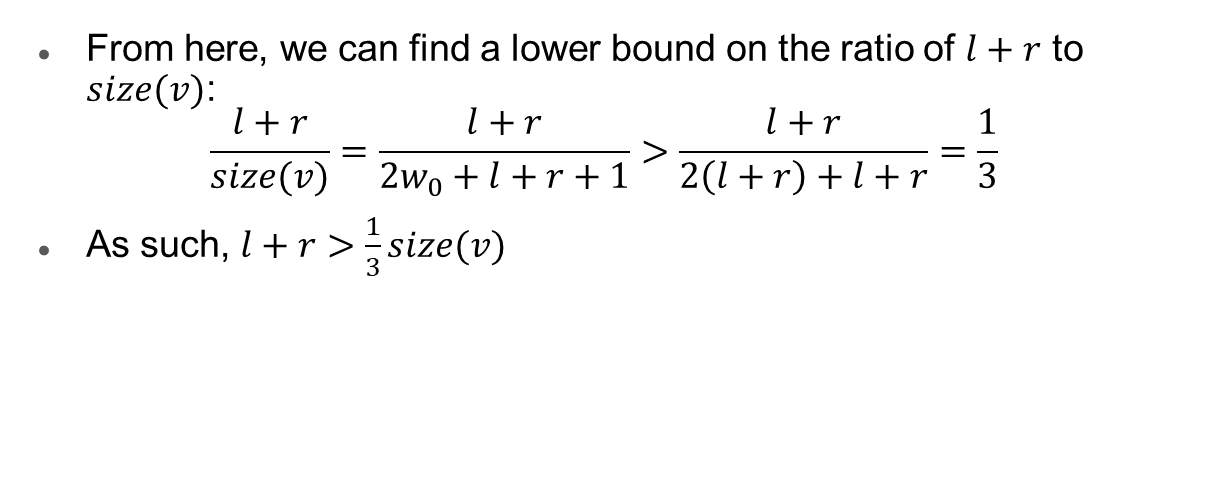 • From here, we can find a lower bound on the ratio of 𝑙 + 𝑟 to
𝑠𝑖𝑧𝑒(𝑣):
(𝑙 + 𝑟)/𝑠𝑖𝑧𝑒(𝑣) = (𝑙 + 𝑟)/(2𝑤₀ + 𝑙 + 𝑟 + 1) > (𝑙 + 𝑟)/(2(𝑙 + 𝑟) + 𝑙 + 𝑟) = 1/3
• As such, 𝑙 + 𝑟 > 1/3 𝑠𝑖𝑧𝑒(𝑣)